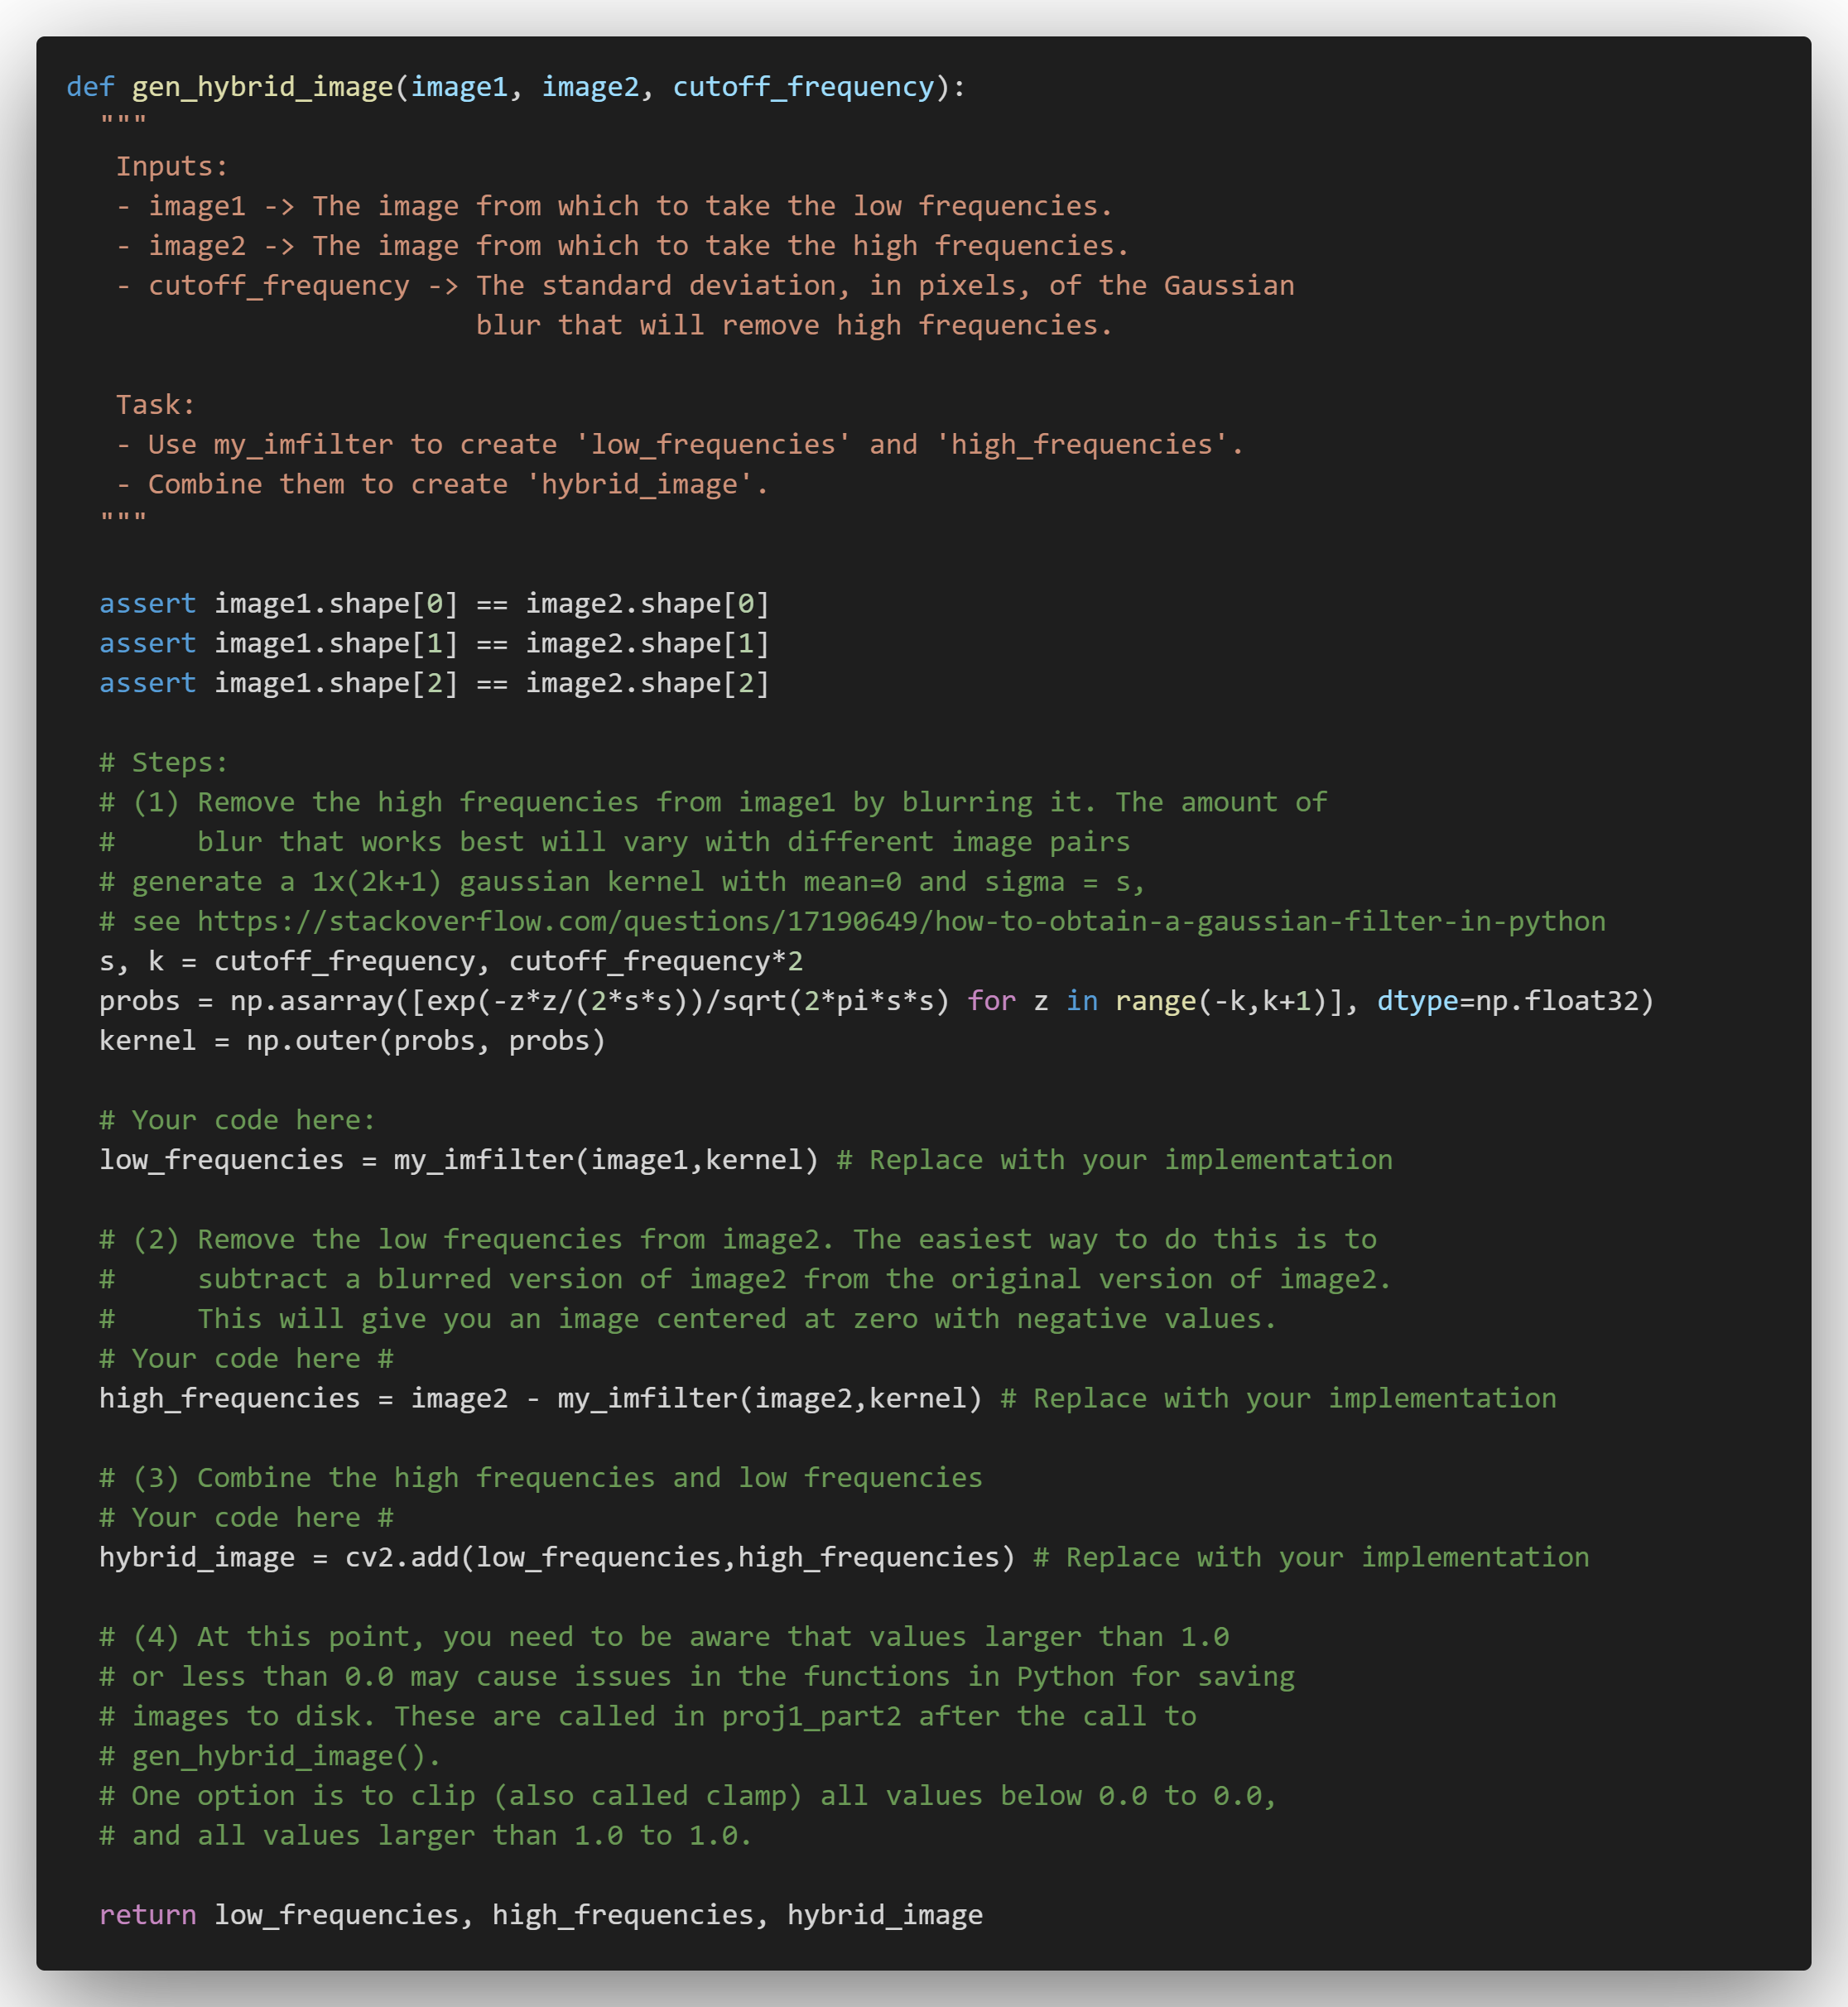 def gen_hybrid_image(image1, image2, cutoff_frequency):
  """
   Inputs:
   - image1 -> The image from which to take the low frequencies.
   - image2 -> The image from which to take the high frequencies.
   - cutoff_frequency -> The standard deviation, in pixels, of the Gaussian
                         blur that will remove high frequencies.

   Task:
   - Use my_imfilter to create 'low_frequencies' and 'high_frequencies'.
   - Combine them to create 'hybrid_image'.
  """

  assert image1.shape[0] == image2.shape[0]
  assert image1.shape[1] == image2.shape[1]
  assert image1.shape[2] == image2.shape[2]

  # Steps:
  # (1) Remove the high frequencies from image1 by blurring it. The amount of
  #     blur that works best will vary with different image pairs
  # generate a 1x(2k+1) gaussian kernel with mean=0 and sigma = s,
  # see https://stackoverflow.com/questions/17190649/how-to-obtain-a-gaussian-filter-in-python
  s, k = cutoff_frequency, cutoff_frequency*2
  probs = np.asarray([exp(-z*z/(2*s*s))/sqrt(2*pi*s*s) for z in range(-k,k+1)], dtype=np.float32)
  kernel = np.outer(probs, probs)

  # Your code here:
  low_frequencies = my_imfilter(image1,kernel) # Replace with your implementation

  # (2) Remove the low frequencies from image2. The easiest way to do this is to
  #     subtract a blurred version of image2 from the original version of image2.
  #     This will give you an image centered at zero with negative values.
  # Your code here #
  high_frequencies = image2 - my_imfilter(image2,kernel) # Replace with your implementation

  # (3) Combine the high frequencies and low frequencies
  # Your code here #
  hybrid_image = cv2.add(low_frequencies,high_frequencies) # Replace with your implementation

  # (4) At this point, you need to be aware that values larger than 1.0
  # or less than 0.0 may cause issues in the functions in Python for saving
  # images to disk. These are called in proj1_part2 after the call to
  # gen_hybrid_image().
  # One option is to clip (also called clamp) all values below 0.0 to 0.0,
  # and all values larger than 1.0 to 1.0.

  return low_frequencies, high_frequencies, hybrid_image